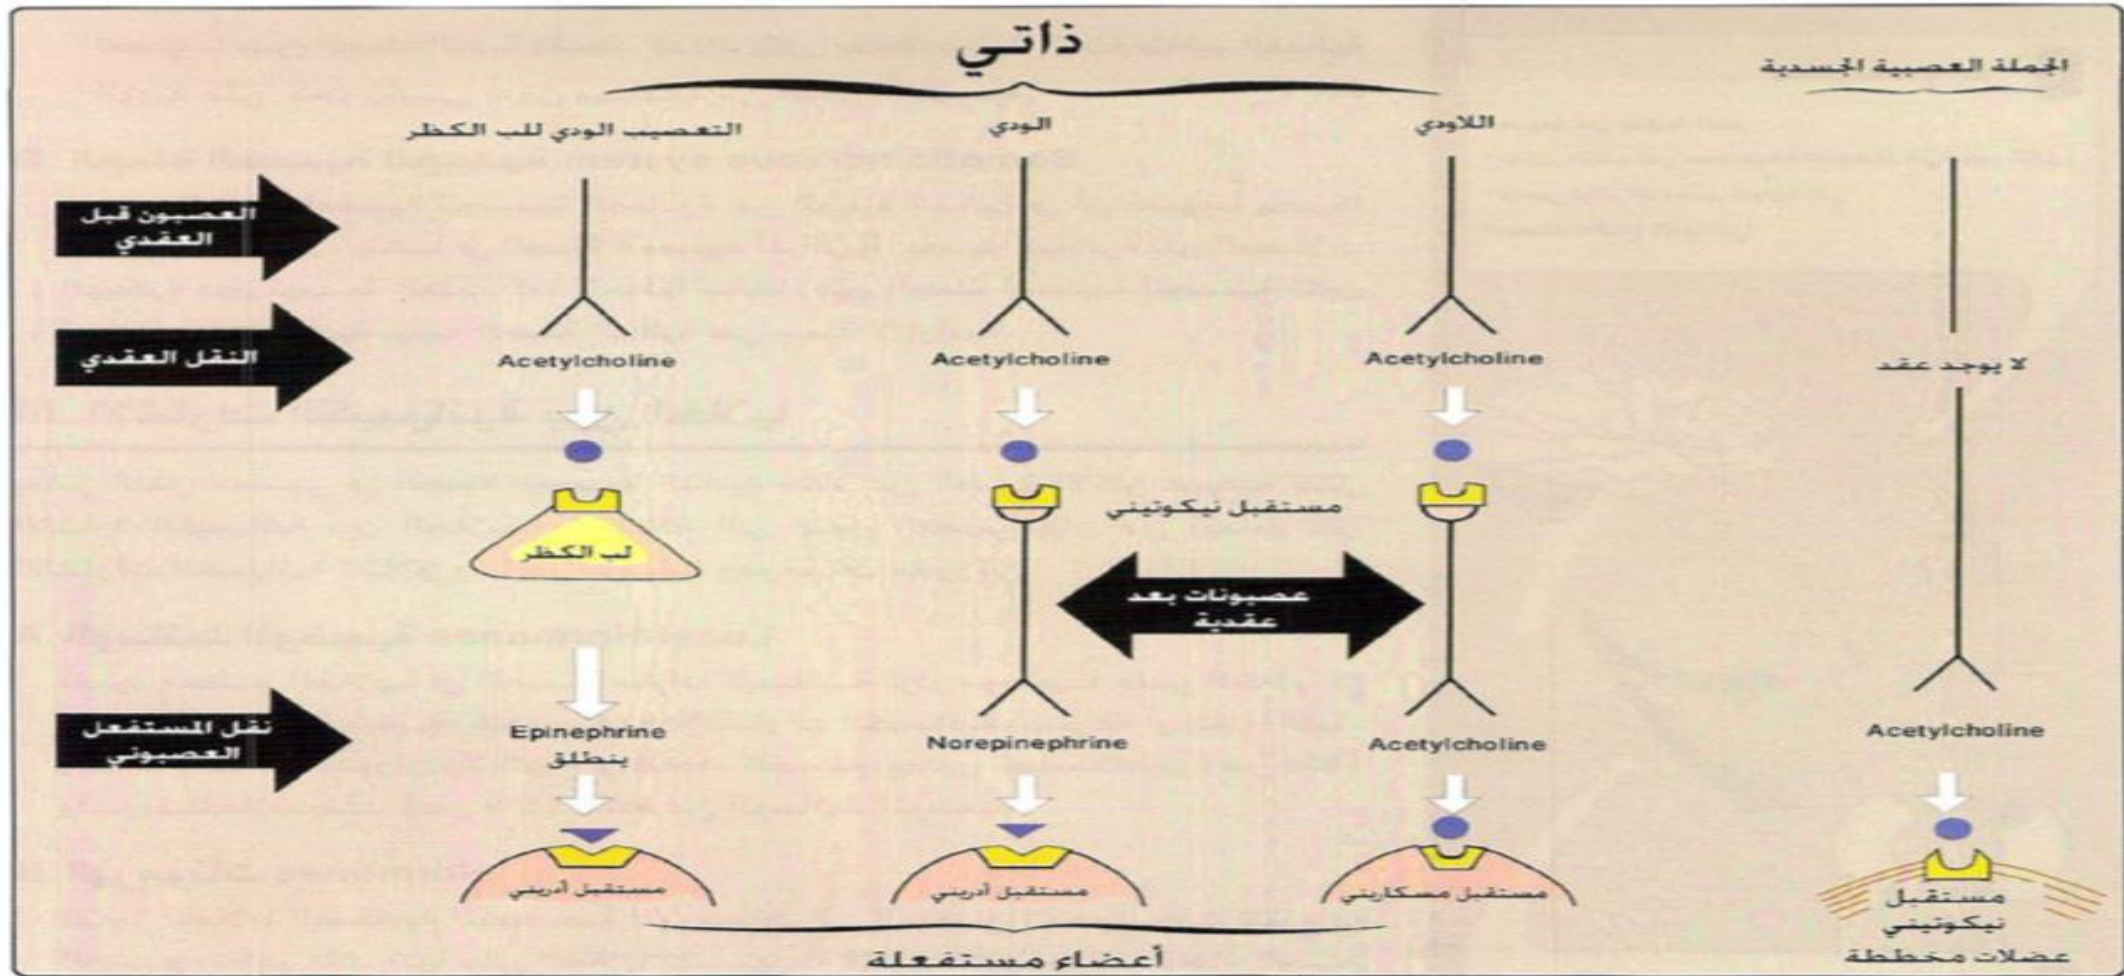 ذاتي
الجملة العصبية الجسدية
اللاودي
الودي
التعصيب الودي للب الكظر
العصبون قبل
العقدي
النقل العقدي
Acetylcholine
Acetylcholine
Acetylcholine
لا يوجد عقد
مستقبل نيكوتيني
لب الكظر
عصبونات بعد
عقدية
نقل المستفعل
العصبوني
Epinephrine
ينطلق
Norepinephrine
Acetylcholine
Acetylcholine
مستقبل أدريني
مستقبل أدريني
مستقبل مسكاريني
مستقبل
نيكوتيني
عضلات مخططة
أعضاء مستفعلة